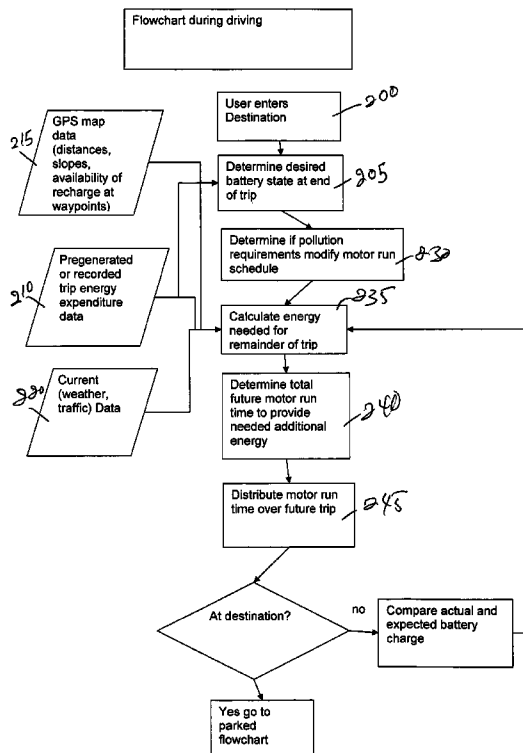 Flowchart during driving
200
User enters
Destination
215
GPS map
data
(distances,
slopes,
availability of
recharge at
waypoints)
205
Determine desired
battery state at end
of trip
Determine if pollution
requirements modify motor run
schedule
230
210
Pregenerated
or recorded
trip energy
expenditure
data
235
Calculate energy
needed for
remainder of trip
220
Current
(weather,
traffic) Data
Determine total
future motor run
time to provide
needed additional
energy
240
Distribute motor run
time over future trip
245
At destination?
no
Compare actual and
expected battery
charge
Yes go to
parked
flowchart